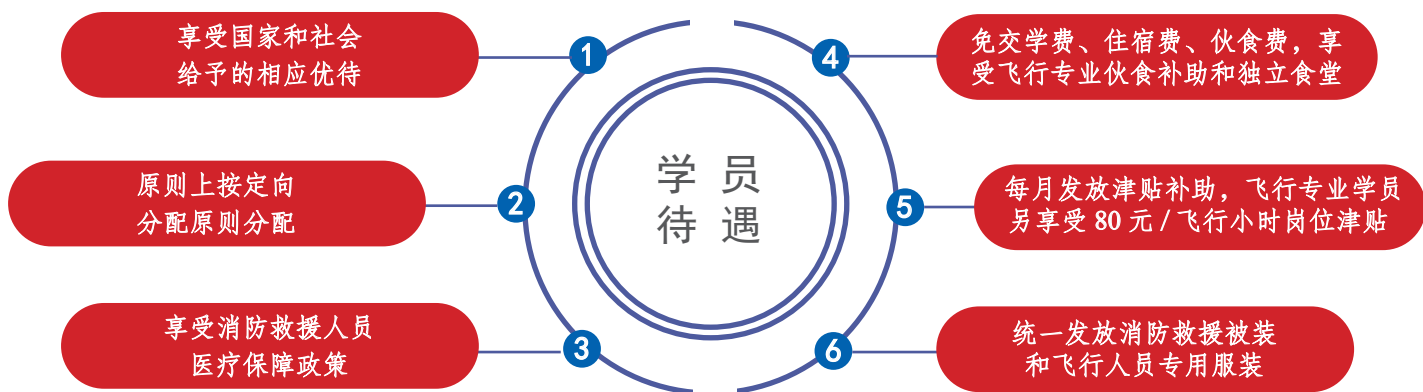 享受国家和社会
给予的相应优待
1
原则上按定向
分配原则分配
2
享受消防救援人员
医疗保障政策
3
学员
待遇
4
免交学费、住宿费、伙食费，享
受飞行专业伙食补助和独立食堂
5
每月发放津贴补助，飞行专业学员
另享受 80 元 / 飞行小时岗位津贴
6
统一发放消防救援被装
和飞行人员专用服装